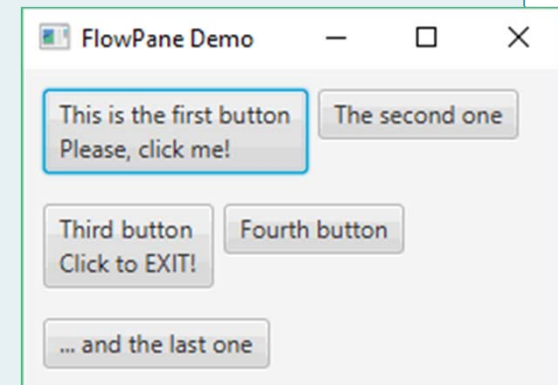 FlowPane Demo
This is the first button
Please, click me!
The second one
Third button
Click to EXIT!
Fourth button
... and the last one